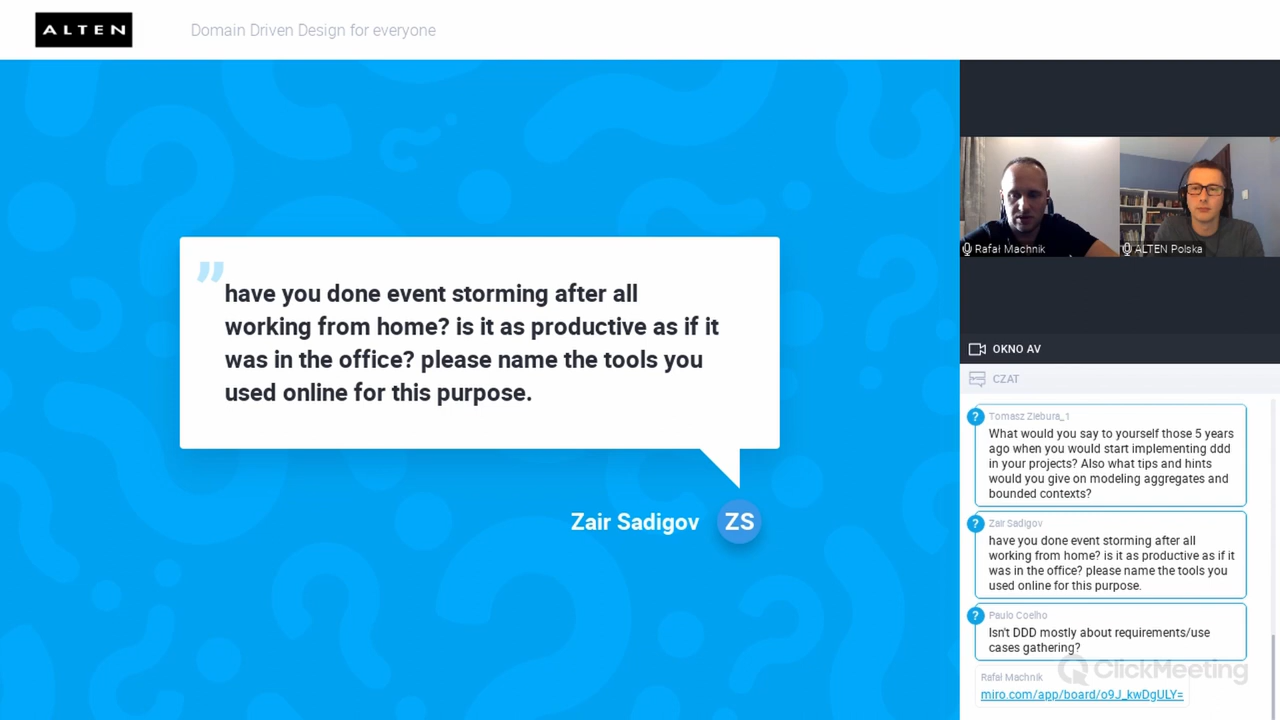 ALTEN
Domain Driven Design for everyone
”
have you done event storming after all
working from home? is it as productive as if it
was in the office? please name the tools you
used online for this purpose.
Zair Sadigov
ZS
Rafał Machnik
ALTEN Polska
OKNO AV
CZAT
?
Tomasz Ziebura_1
What would you say to yourself those 5 years
ago when you would start implementing ddd
in your projects? Also what tips and hints
would you give on modeling aggregates and
bounded contexts?
?
Zair Sadigov
have you done event storming after all
working from home? is it as productive as if it
was in the office? please name the tools you
used online for this purpose.
?
Paulo Coelho
Isn't DDD mostly about requirements/use
cases gathering?
ClickMeeting
Rafał Machnik
miro.com/app/board/o9J_kwDgULY=